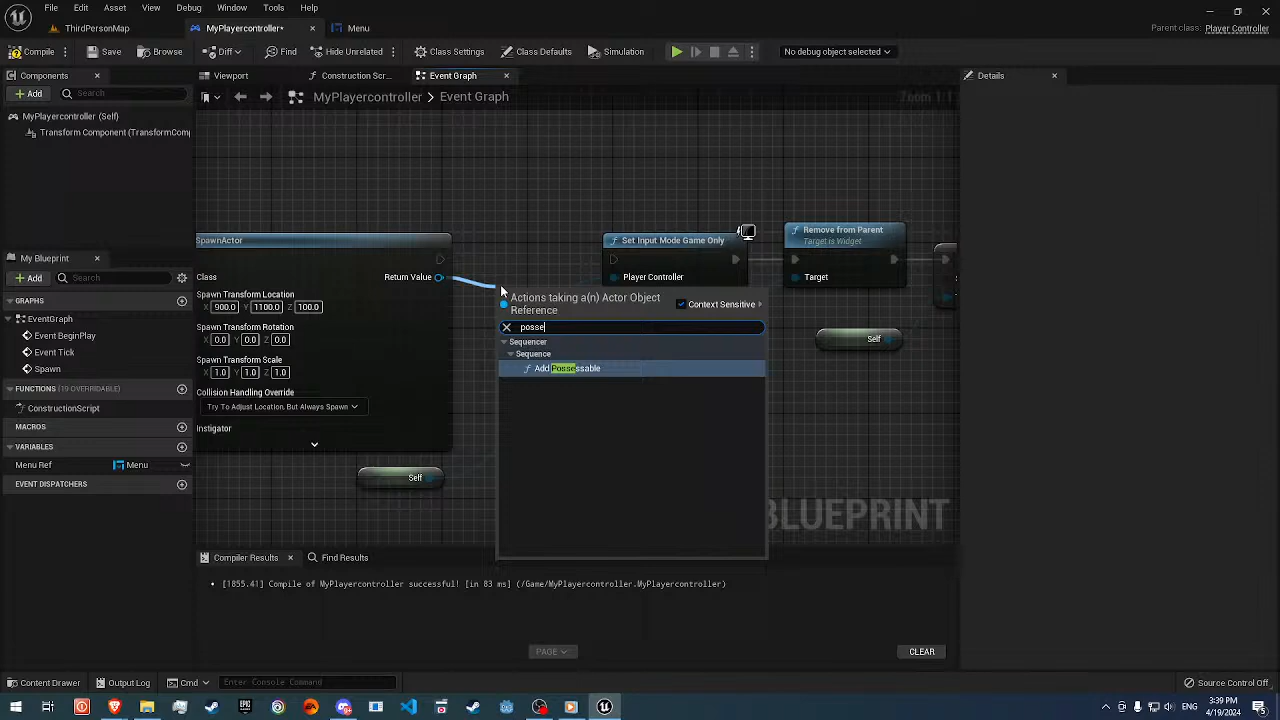 File Edit Asset View Debug Window Tools Help
ThirdPersonMap
MyPlayercontroller*
Menu
Parent class: Player Controller
Compile
Save
Browse
Diff
Find
Hide Unrelated
Class Settings
Class Defaults
Simulation
No debug object selected
Components
Add
Search
MyPlayercontroller (Self)
Transform Component (TransformComp
Viewport
Construction Scr...
Event Graph
MyPlayercontroller > Event Graph
Zoom 1:1
Details
SpawnActor
Class
Return Value
Spawn Transform Location
X 900.0 Y 1100.0 Z 100.0
Spawn Transform Rotation
X 0.0 Y 0.0 Z 0.0
Spawn Transform Scale
X 1.0 Y 1.0 Z 1.0
Collision Handling Override
Try To Adjust Location, But Always Spawn
Instigator
Self
Set Input Mode Game Only
Player Controller
Remove from Parent
Target is Widget
Target
Self
Actions taking a(n) Actor Object
Reference
Context Sensitive
posse
Sequencer
Sequence
Add Possessable
BLUEPRINT
My Blueprint
Add
Search
GRAPHS
EventGraph
Event BeginPlay
Event Tick
Spawn
FUNCTIONS (19 OVERRIDABLE)
ConstructionScript
MACROS
VARIABLES
Menu Ref
Menu
EVENT DISPATCHERS
Compiler Results
Find Results
[1855.41] Compile of MyPlayercontroller successful! [in 83 ms] (/Game/MyPlayercontroller.MyPlayercontroller)
PAGE
CLEAR
Content Drawer
Output Log
Cmd
Enter Console Command
Source Control Off
ENG
3:39 PM
4/19/2024